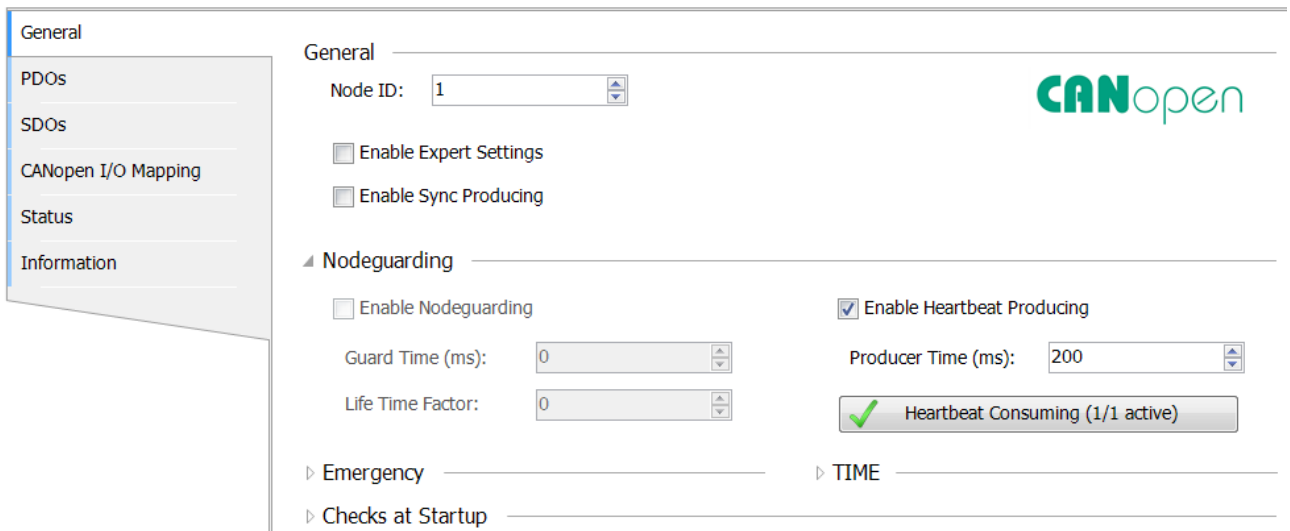 General
PDOs
SDOs
CANopen I/O Mapping
Status
Information
General
Node ID: 1
CANopen
Enable Expert Settings
Enable Sync Producing
Nodeguarding
Enable Nodeguarding
Enable Heartbeat Producing
Guard Time (ms): 0
Producer Time (ms): 200
Life Time Factor: 0
Heartbeat Consuming (1/1 active)
Emergency
TIME
Checks at Startup